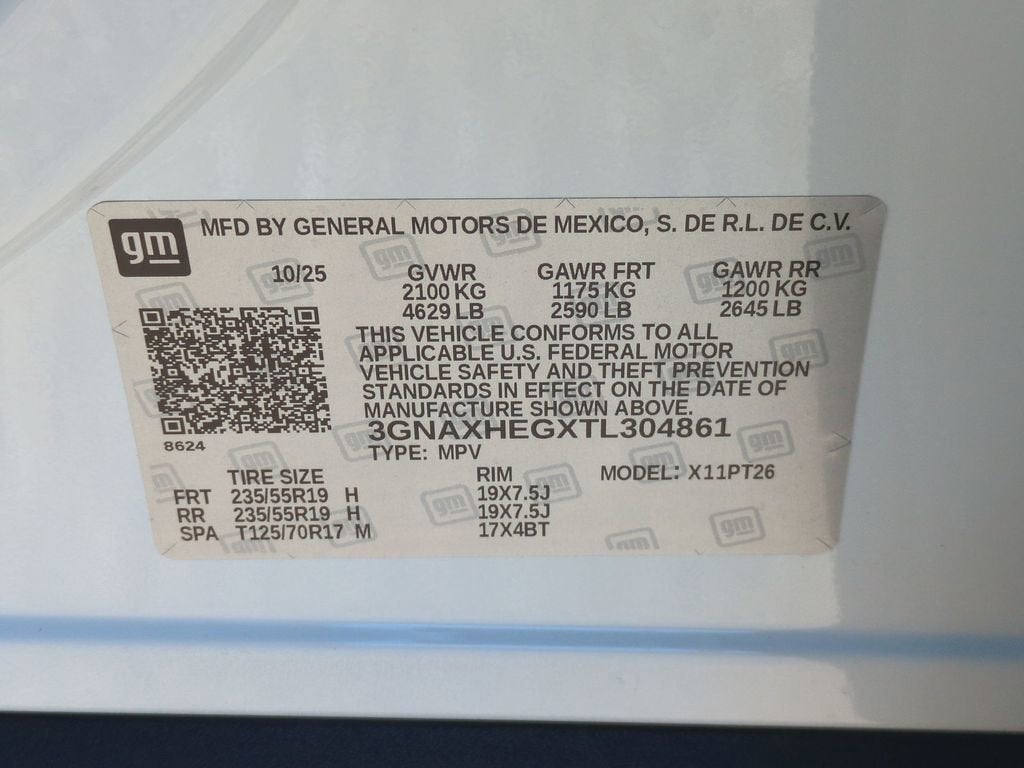 gm MFD BY GENERAL MOTORS DE MEXICO, S. DE R.L. DE C.V.
10/25 GVWR GAWR FRT GAWR RR
2100 KG 1175 KG 1200 KG
4629 LB 2590 LB 2645 LB
THIS VEHICLE CONFORMS TO ALL
APPLICABLE U.S. FEDERAL MOTOR
VEHICLE SAFETY AND THEFT PREVENTION
STANDARDS IN EFFECT ON THE DATE OF
MANUFACTURE SHOWN ABOVE.
3GNAXHEGXTL304861
8624
TYPE: MPV
TIRE SIZE RIM MODEL: X11PT26
FRT 235/55R19 H 19X7.5J
RR 235/55R19 H 19X7.5J
SPA T125/70R17 M 17X4BT